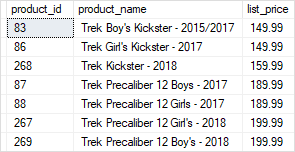 product_id product_name list_price
83 Trek Boy's Kickster - 2015/2017 149.99
86 Trek Girl's Kickster - 2017 149.99
268 Trek Kickster - 2018 159.99
87 Trek Precaliber 12 Boys - 2017 189.99
88 Trek Precaliber 12 Girls - 2017 189.99
267 Trek Precaliber 12 Girl's - 2018 199.99
269 Trek Precaliber 12 Boy's - 2018 199.99